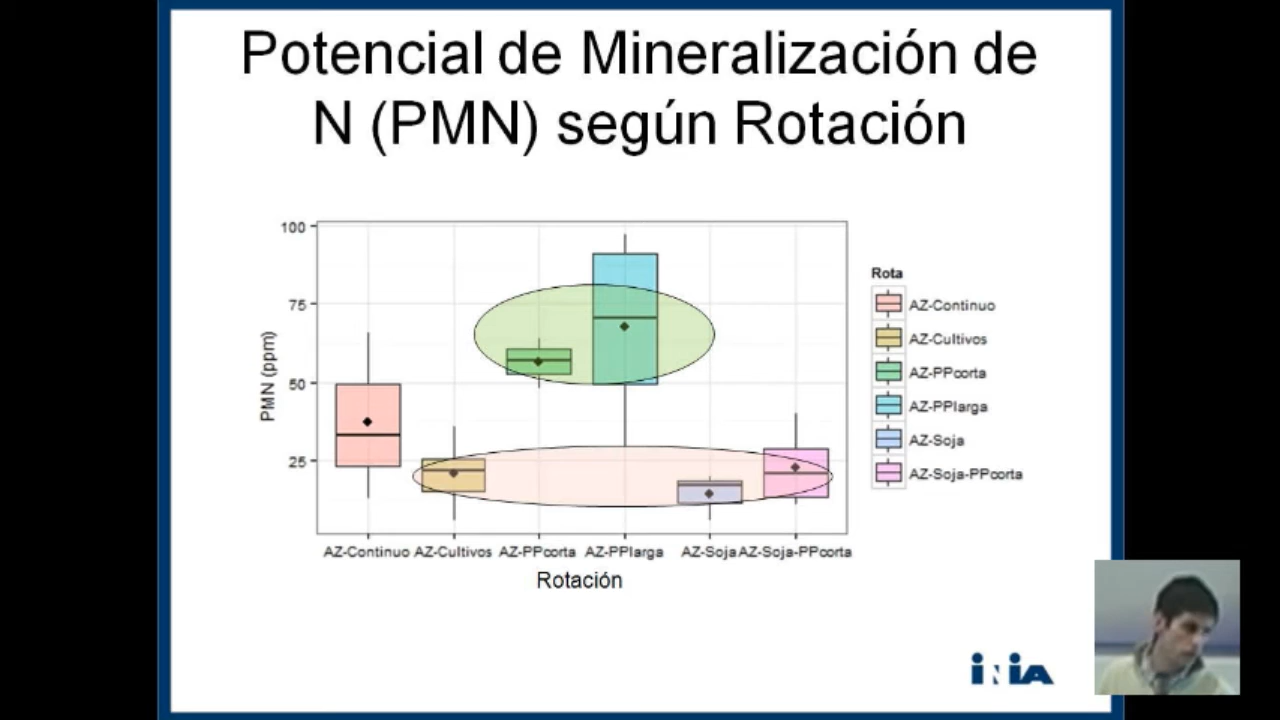 Potencial de Mineralización de
N (PMN) según Rotación
100
75
50
25
PMN (ppm)
AZ-Continuo AZ-Cultivos AZ-PPcorta AZ-PPlarga AZ-Soja AZ-Soja-PPcorta
Rotación
Rota
AZ-Continuo
AZ-Cultivos
AZ-PPcorta
AZ-PPlarga
AZ-Soja
AZ-Soja-PPcorta
INIA